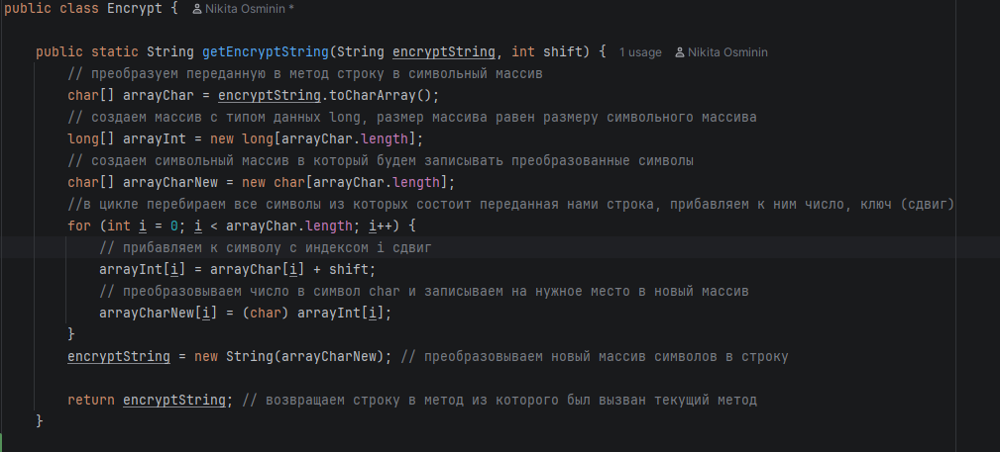 public class Encrypt { Nikita Osminin *
public static String getEncryptString(String encryptString, int shift) { 1 usage Nikita Osminin
// преобразуем переданную в метод строку в символьный массив
char[] arrayChar = encryptString.toCharArray();
// создаем массив с типом данных long, размер массива равен размеру символьного массива
long[] arrayInt = new long[arrayChar.length];
// создаем символьный массив в который будем записывать преобразованные символы
char[] arrayCharNew = new char[arrayChar.length];
//в цикле перебираем все символы из которых состоит переданная нами строка, прибавляем к ним число, ключ (сдвиг)
for (int i = 0; i < arrayChar.length; i++) {
// прибавляем к символу с индексом i сдвиг
arrayInt[i] = arrayChar[i] + shift;
// преобразовываем число в символ char и записываем на нужное место в новый массив
arrayCharNew[i] = (char) arrayInt[i];
}
encryptString = new String(arrayCharNew); // преобразовываем новый массив символов в строку
return encryptString; // возвращаем строку в метод из которого был вызван текущий метод
}